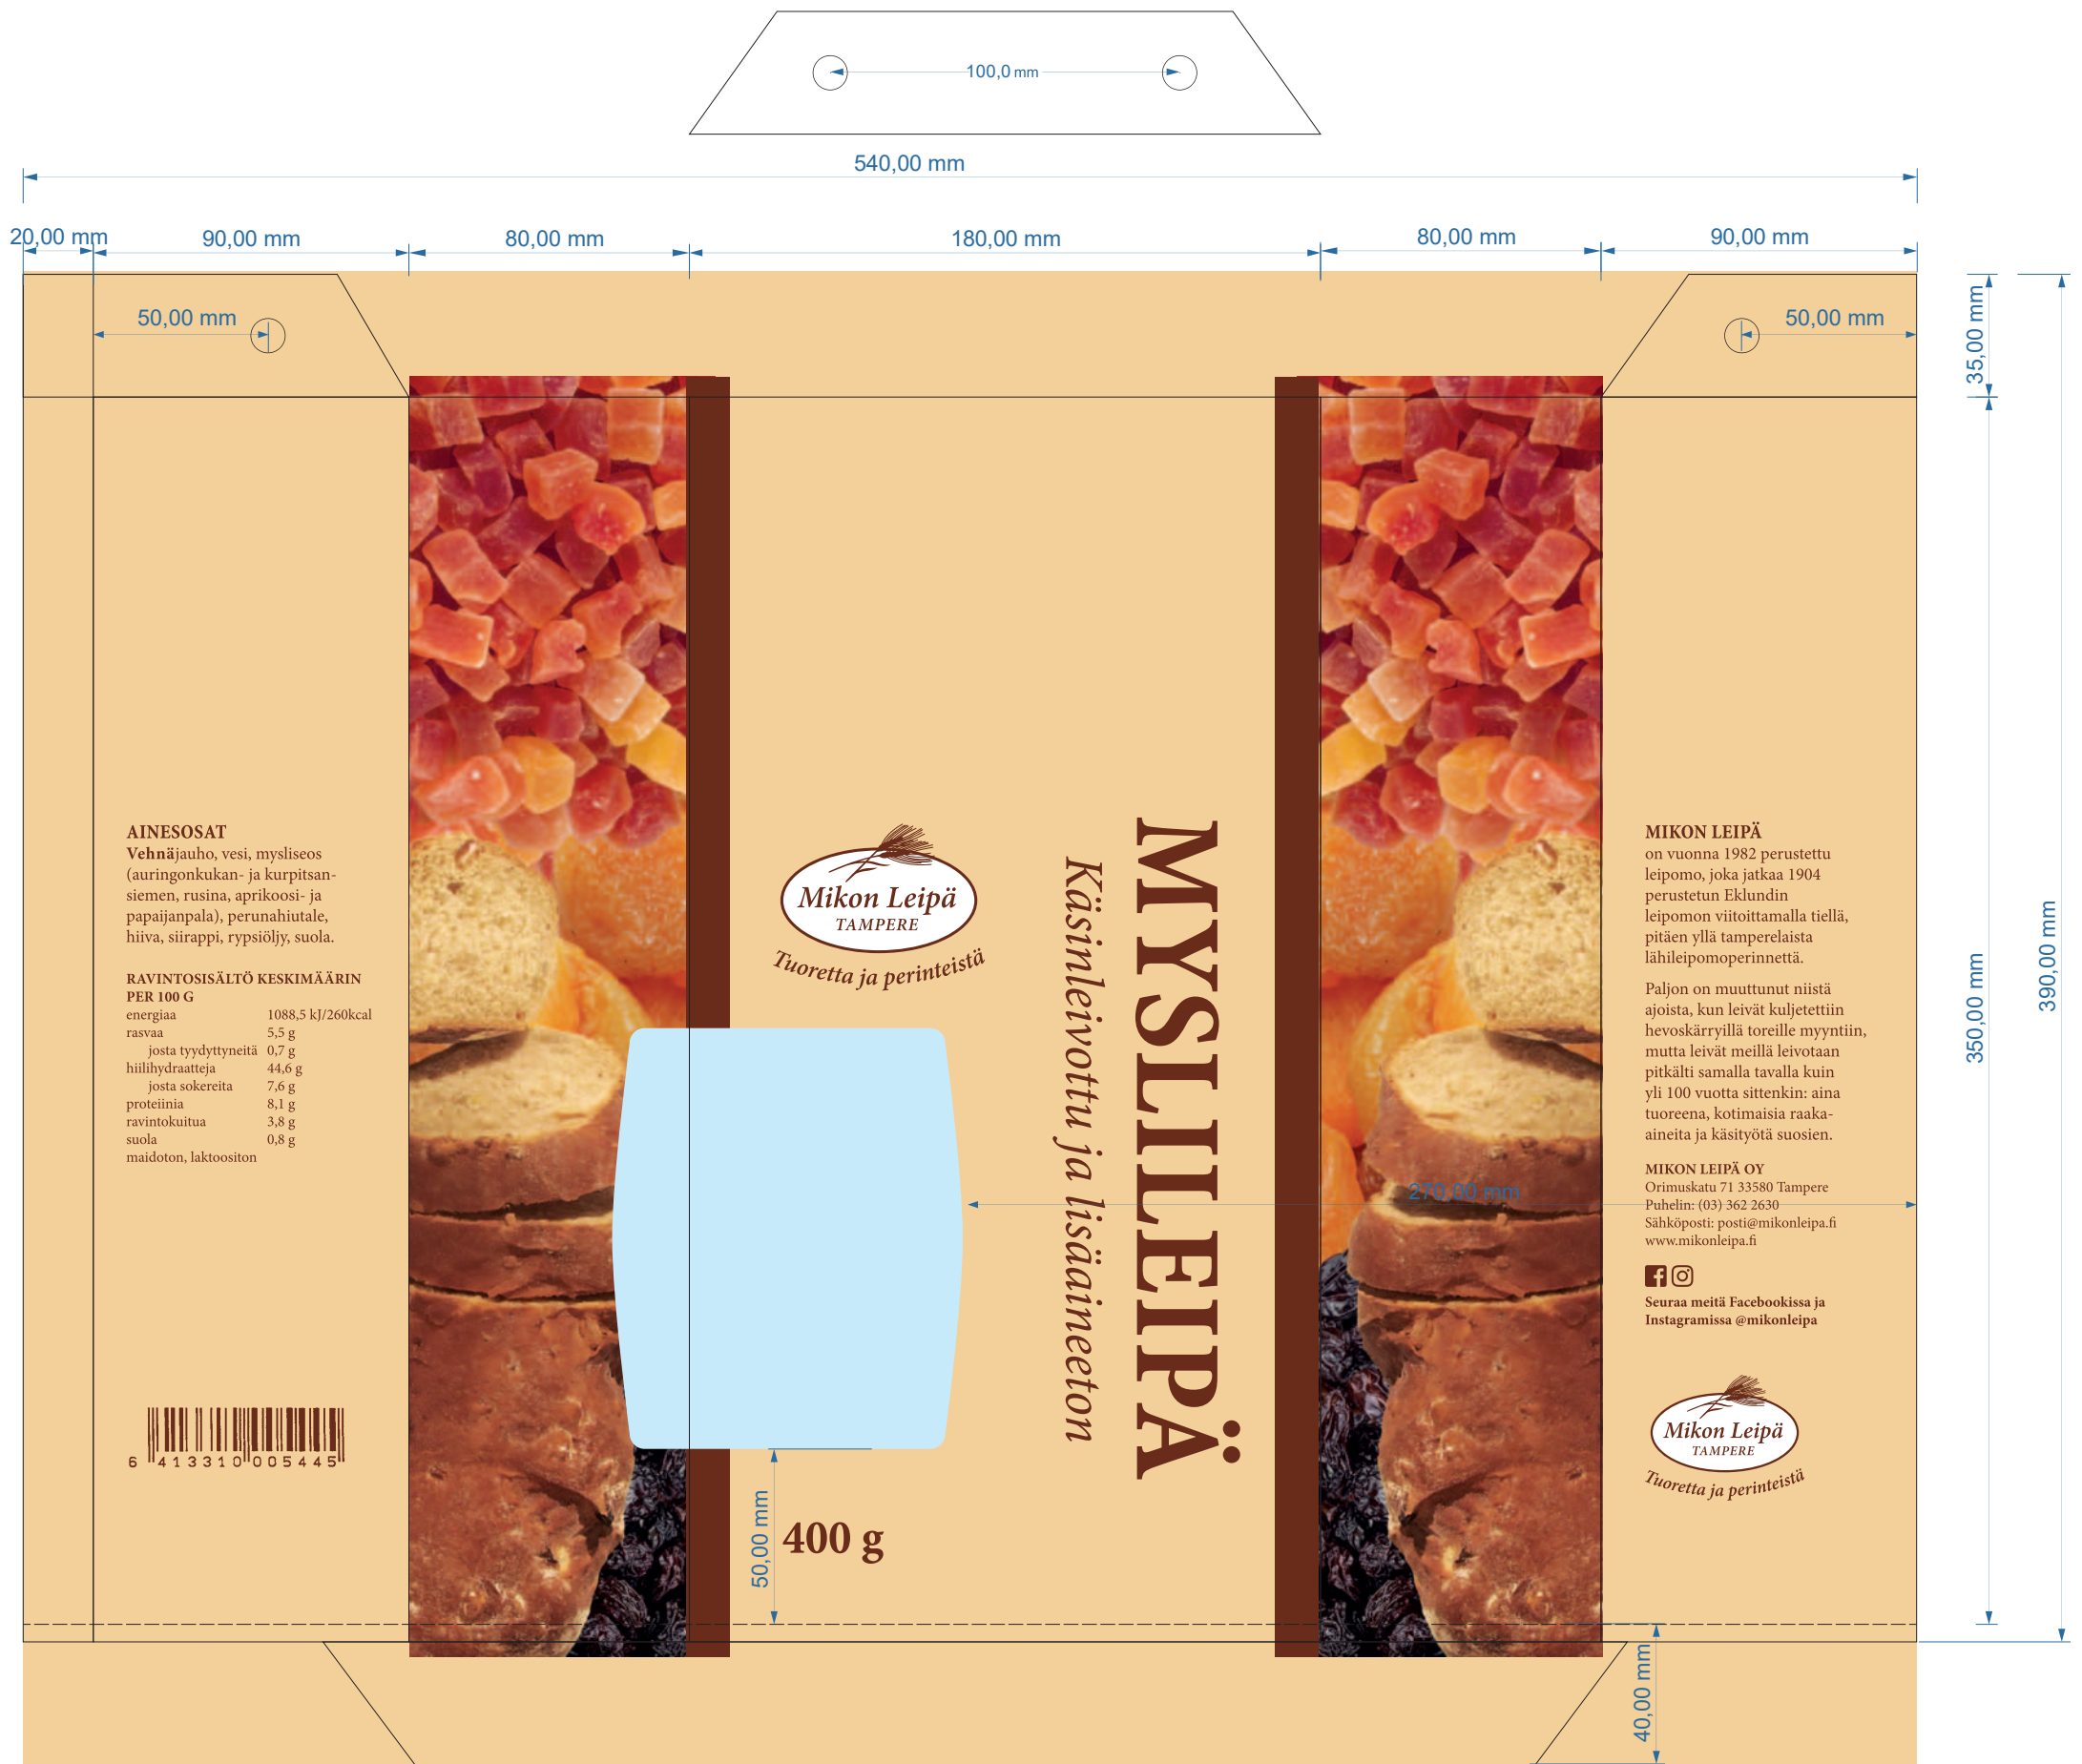 100,0 mm
540,00 mm
20,00 mm
90,00 mm
80,00 mm
180,00 mm
80,00 mm
90,00 mm
50,00 mm
50,00 mm
35,00 mm
350,00 mm
390,00 mm
AINESOSAT
Vehnäjauho, vesi, mysliseos
(auringonkukan- ja kurpitsan-
siemen, rusina, aprikoosi- ja
papaijanpala), perunahiutale,
hiiva, siirappi, rypsiöljy, suola.
RAVINTOSISÄLTÖ KESKIMÄÄRIN
PER 100 G
energiaa 1088,5 kJ/260kcal
rasvaa 5,5 g
josta tyydyttyneitä 0,7 g
hiilihydraatteja 44,6 g
josta sokereita 7,6 g
proteiinia 8,1 g
ravintokuitua 3,8 g
suola 0,8 g
maidoton, laktoositon
6 413310 005445
Mikon Leipä
TAMPERE
Tuoretta ja perinteistä
MYSLILEIPÄ
Käsinleivottu ja lisäaineeton
270,00 mm
50,00 mm
400 g
MIKON LEIPÄ
on vuonna 1982 perustettu
leipomo, joka jatkaa 1904
perustetun Eklundin
leipomon viitoittamalla tiellä,
pitäen yllä tamperelaista
lähileipomoperinnettä.
Paljon on muuttunut niistä
ajoista, kun leivät kuljetettiin
hevoskärryillä toreille myyntiin,
mutta leivät meillä leivotaan
pitkälti samalla tavalla kuin
yli 100 vuotta sittenkin: aina
tuoreena, kotimaisia raaka-
aineita ja käsityötä suosien.
MIKON LEIPÄ OY
Orimuskatu 71 33580 Tampere
Puhelin: (03) 362 2630
Sähköposti: posti@mikonleipa.fi
www.mikonleipa.fi
Seuraa meitä Facebookissa ja
Instagramissa @mikonleipa
Mikon Leipä
TAMPERE
Tuoretta ja perinteistä
40,00 mm